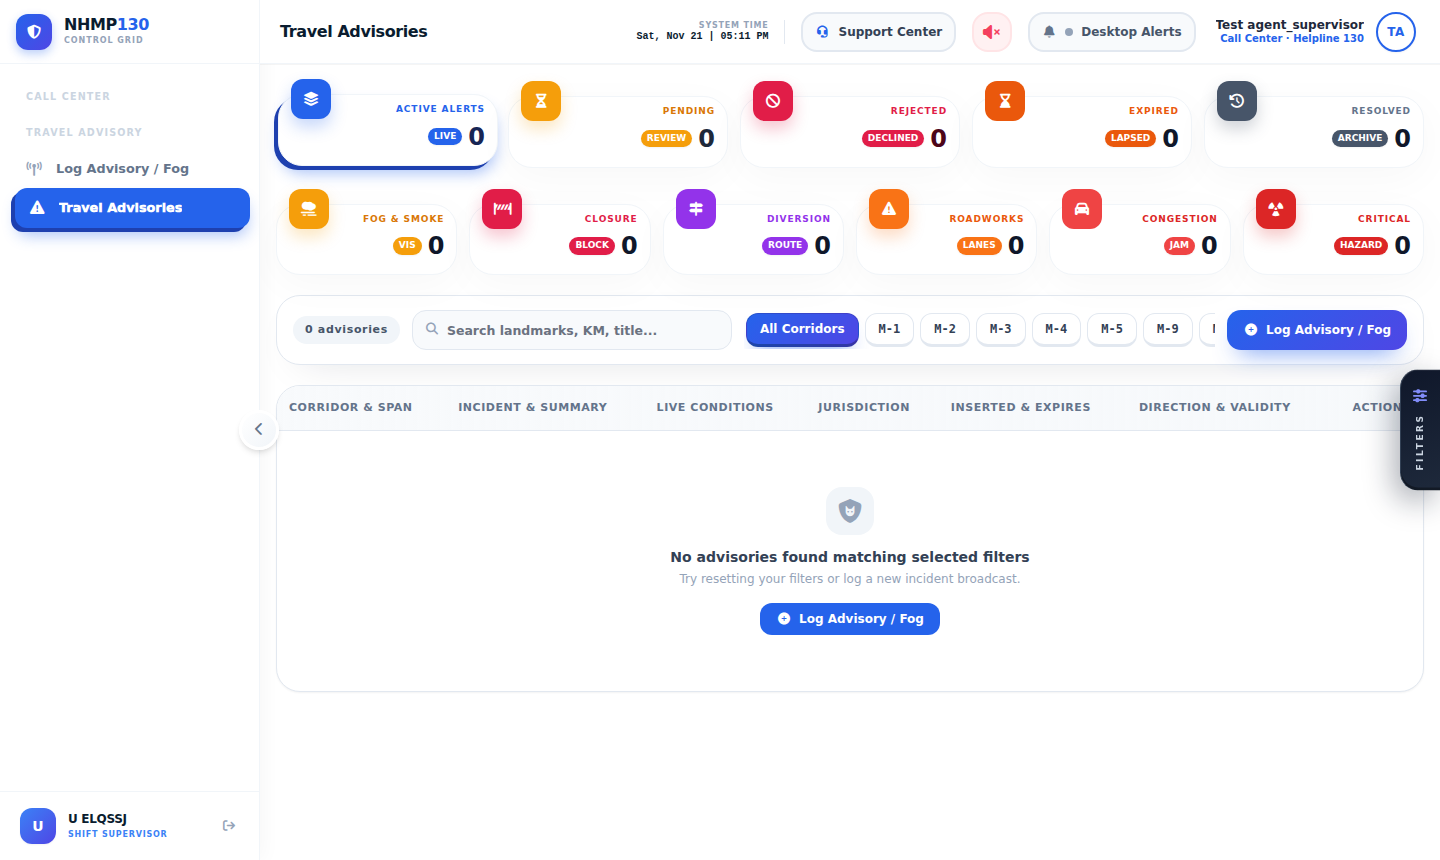 NHMP130
CONTROL GRID
CALL CENTER
TRAVEL ADVISORY
Log Advisory / Fog
Travel Advisories
U
U ELQSSJ
SHIFT SUPERVISOR
Travel Advisories
SYSTEM TIME
Sat, Nov 21 | 05:11 PM
Support Center
Desktop Alerts
Test agent_supervisor
Call Center · Helpline 130
TA
ACTIVE ALERTS
LIVE 0
PENDING
REVIEW 0
REJECTED
DECLINED 0
EXPIRED
LAPSED 0
RESOLVED
ARCHIVE 0
FOG & SMOKE
VIS 0
CLOSURE
BLOCK 0
DIVERSION
ROUTE 0
ROADWORKS
LANES 0
CONGESTION
JAM 0
CRITICAL
HAZARD 0
0 advisories
Search landmarks, KM, title...
All Corridors M-1 M-2 M-3 M-4 M-5 M-9
Log Advisory / Fog
CORRIDOR & SPAN INCIDENT & SUMMARY LIVE CONDITIONS JURISDICTION INSERTED & EXPIRES DIRECTION & VALIDITY ACTION
FILTERS
No advisories found matching selected filters
Try resetting your filters or log a new incident broadcast.
Log Advisory / Fog